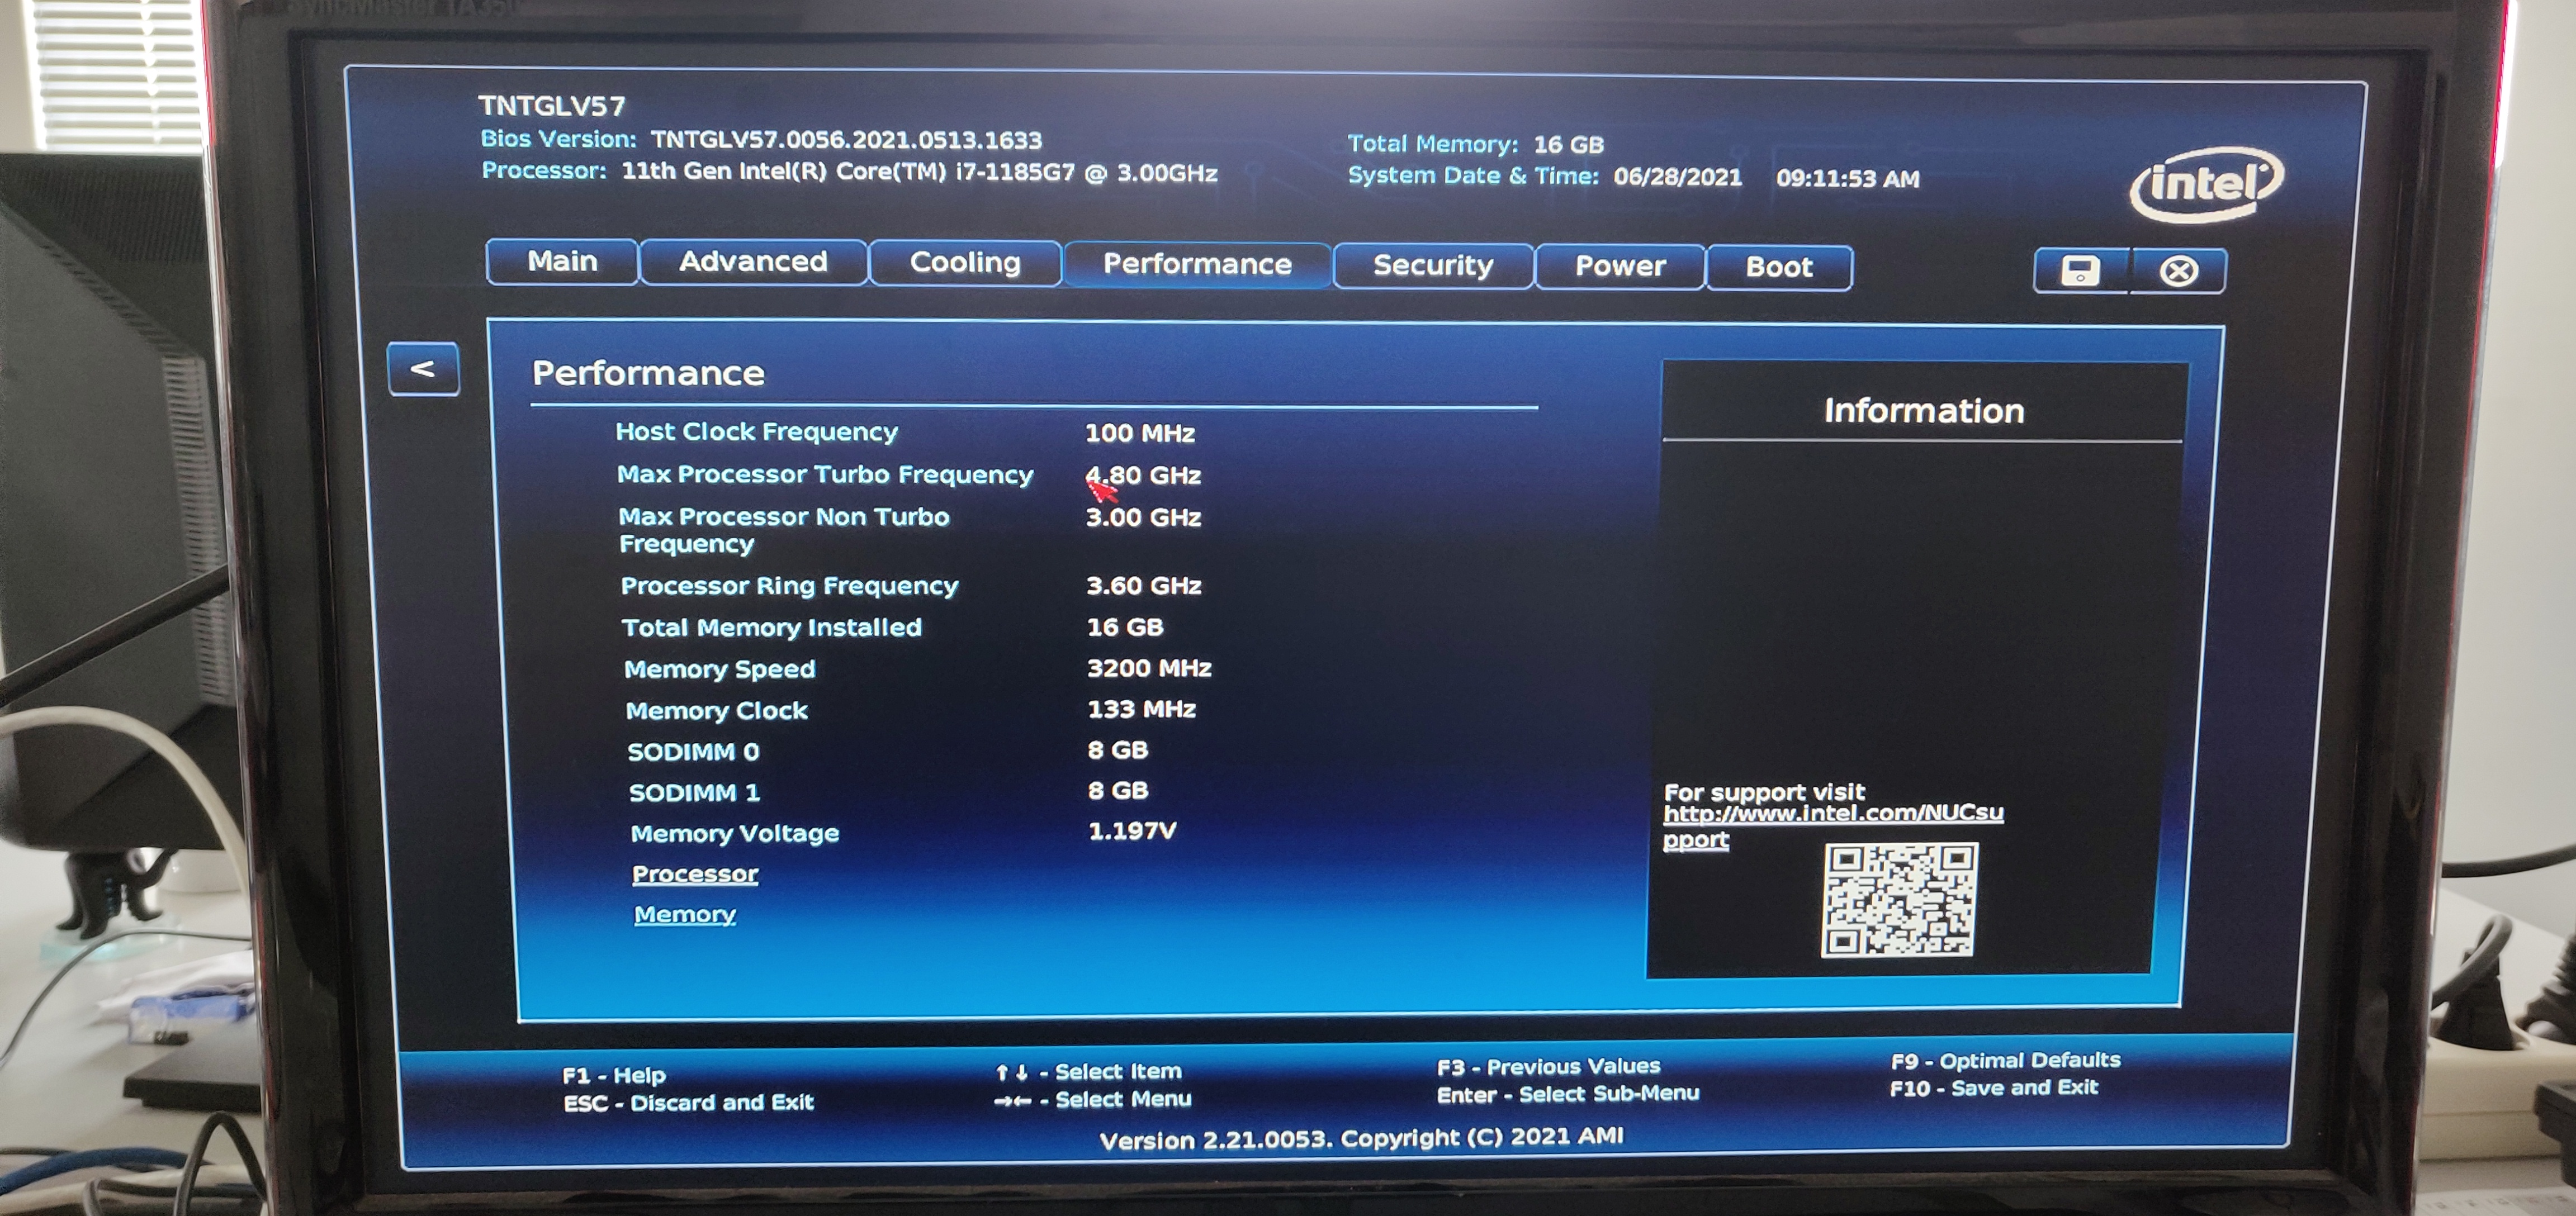 SyncMaster TA350
TNTGLV57
Bios Version: TNTGLV57.0056.2021.0513.1633
Processor: 11th Gen Intel(R) Core(TM) i7-1185G7 @ 3.00GHz
Total Memory: 16 GB
System Date & Time: 06/28/2021 09:11:53 AM
intel
Main Advanced Cooling Performance Security Power Boot
<
Performance
Host Clock Frequency 100 MHz
Max Processor Turbo Frequency 4.80 GHz
Max Processor Non Turbo 3.00 GHz
Frequency
Processor Ring Frequency 3.60 GHz
Total Memory Installed 16 GB
Memory Speed 3200 MHz
Memory Clock 133 MHz
SODIMM 0 8 GB
SODIMM 1 8 GB
Memory Voltage 1.197V
Processor
Memory
Information
For support visit
http://www.intel.com/NUCsu
pport
F1 - Help
ESC - Discard and Exit
↑↓ - Select Item
→← - Select Menu
F3 - Previous Values
Enter - Select Sub-Menu
F9 - Optimal Defaults
F10 - Save and Exit
Version 2.21.0053. Copyright (C) 2021 AMI